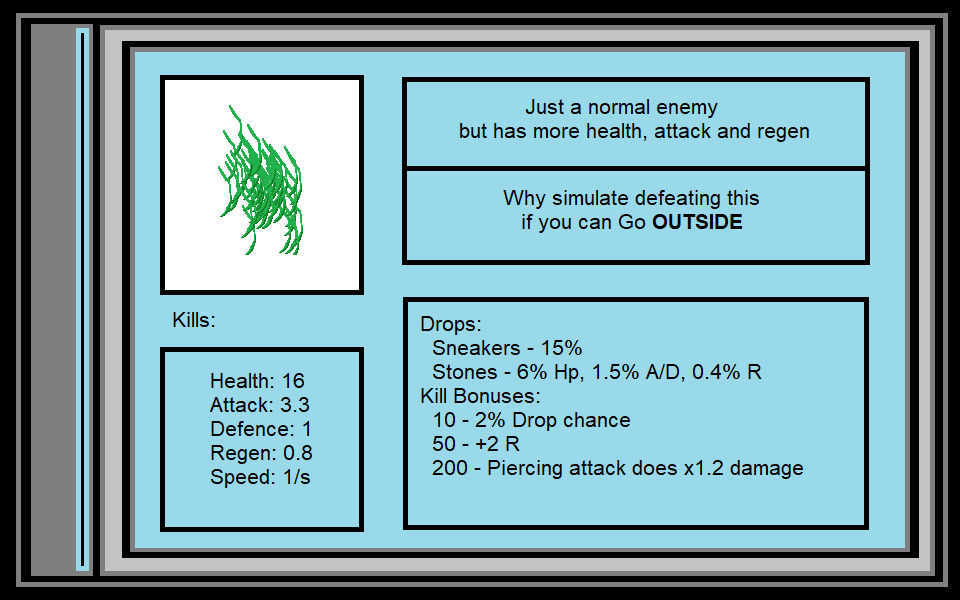 Just a normal enemy
but has more health, attack and regen
Why simulate defeating this
if you can Go OUTSIDE
Kills:
Health: 16
Attack: 3.3
Defence: 1
Regen: 0.8
Speed: 1/s
Drops:
Sneakers - 15%
Stones - 6% Hp, 1.5% A/D, 0.4% R
Kill Bonuses:
10 - 2% Drop chance
50 - +2 R
200 - Piercing attack does x1.2 damage